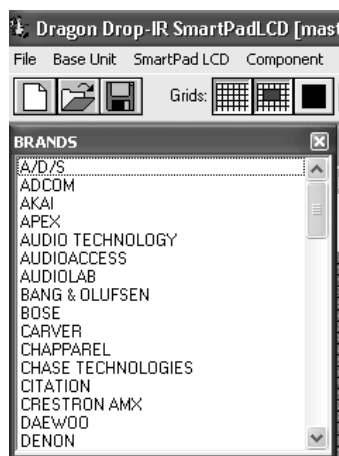 Dragon Drop-IR SmartPadLCD [mast
File Base Unit SmartPad LCD Component
Grids:
BRANDS
A/D/S
ADCOM
AKAI
APEX
AUDIO TECHNOLOGY
AUDIOACCESS
AUDIOLAB
BANG & OLUFSEN
BOSE
CARVER
CHAPPAREL
CHASE TECHNOLOGIES
CITATION
CRESTRON AMX
DAEWOO
DENON